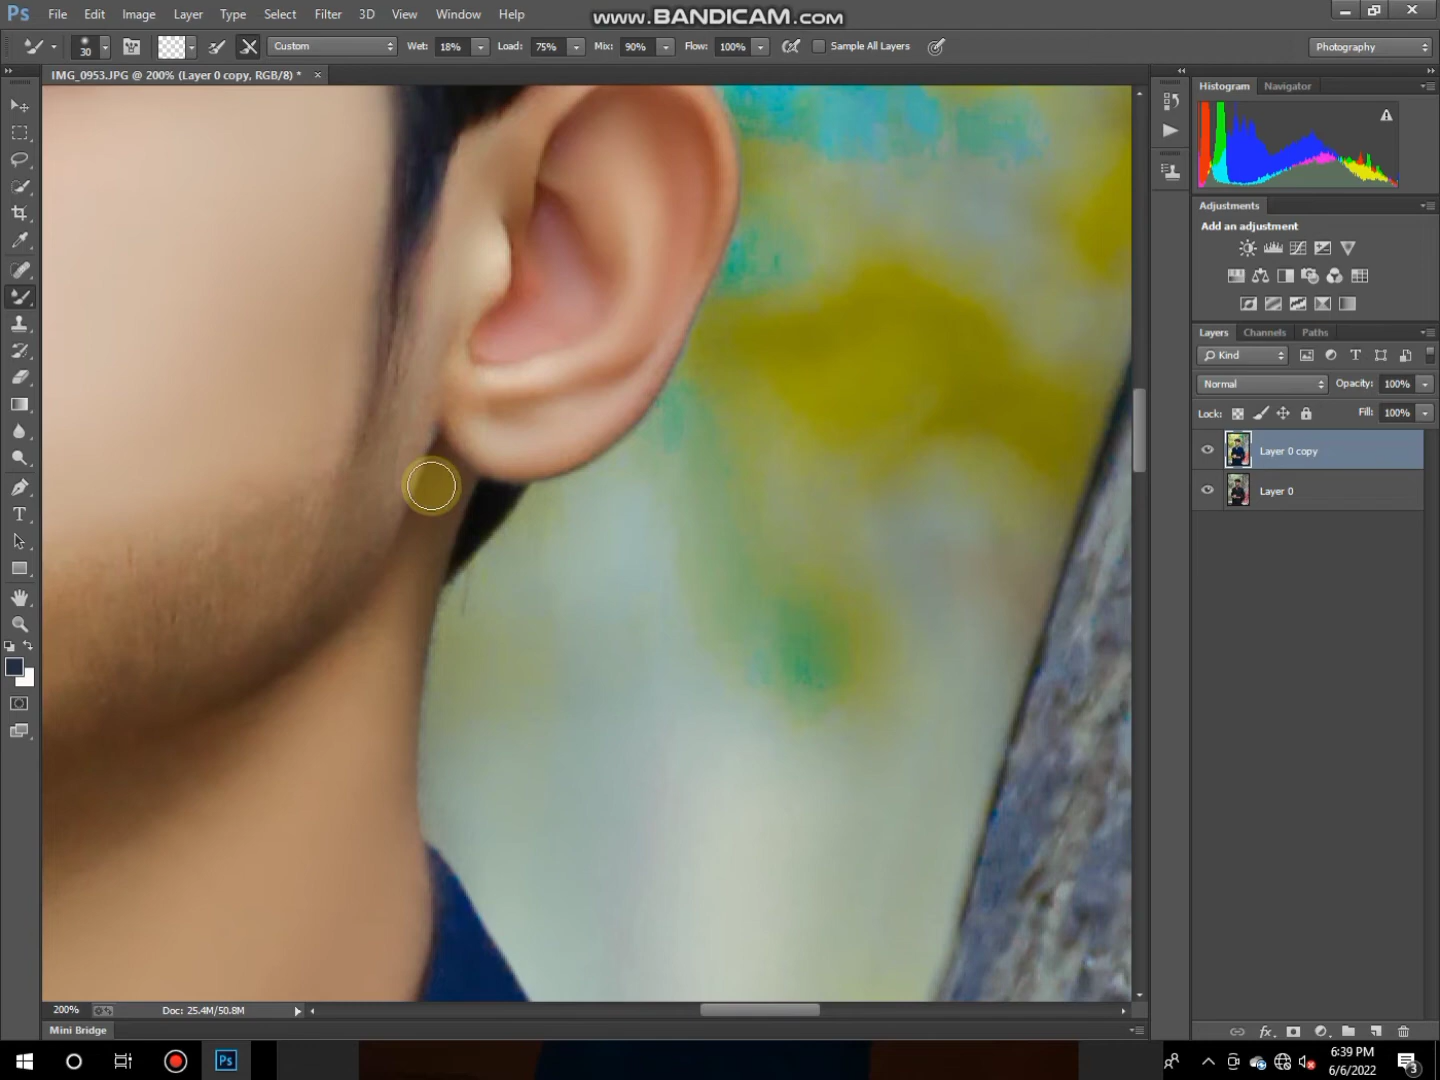 Ps File Edit Image Layer Type Select Filter 3D View Window Help
WWW.BANDICAM.COM
30 Custom Wet: 18% Load: 75% Mix: 90% Flow: 100% Sample All Layers Photography
IMG_0953.JPG @ 200% (Layer 0 copy, RGB/8) * ×
Histogram Navigator
Adjustments
Add an adjustment
Layers Channels Paths
Kind
Normal Opacity: 100%
Lock: Fill: 100%
Layer 0 copy
Layer 0
200% Doc: 25.4M/50.8M
Mini Bridge
fx
Ps
6:39 PM
6/6/2022
3